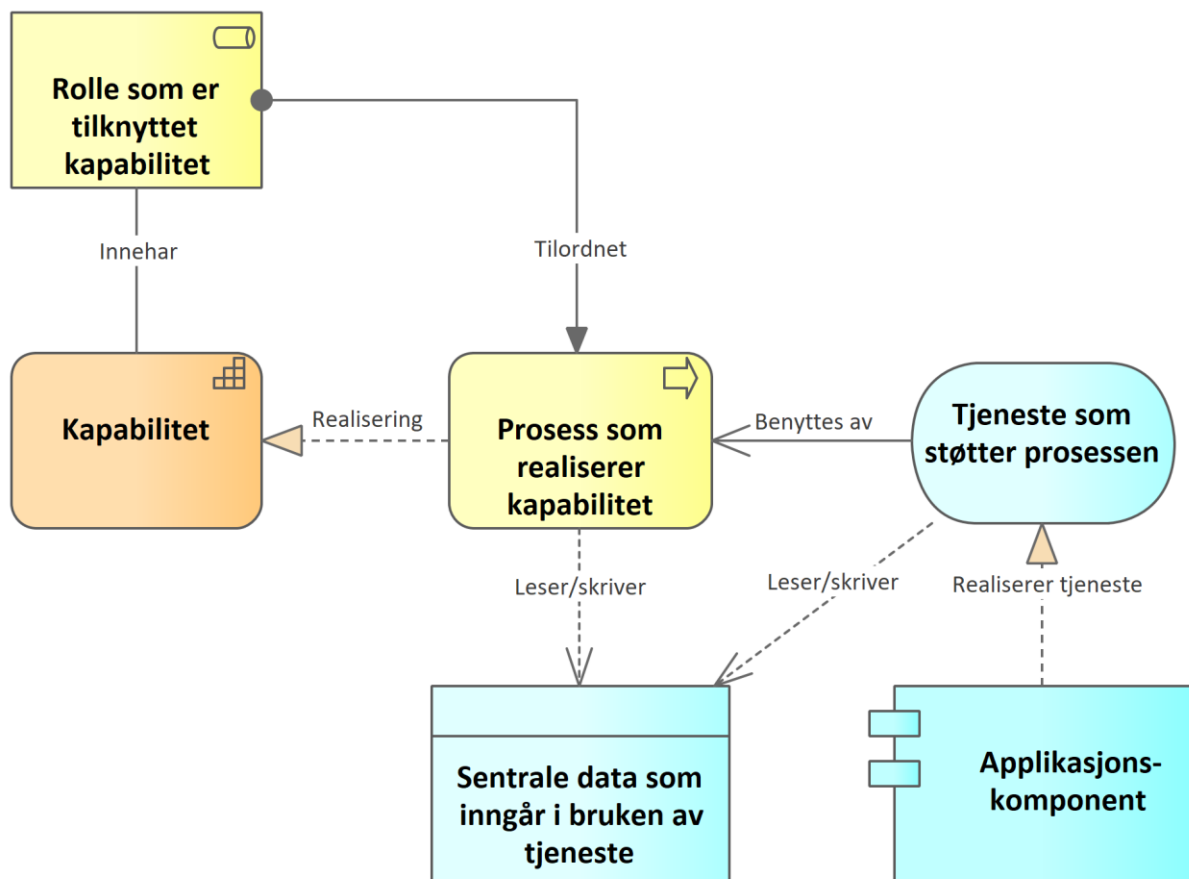 Rolle som er
tilknyttet
kapabilitet
Innehar
Tilordnet
Kapabilitet
Realisering
Prosess som
realiserer
kapabilitet
Benyttes av
Tjeneste som
støtter prosessen
Leser/skriver
Leser/skriver
Realiserer tjeneste
Sentrale data som
inngår i bruken av
tjeneste
Applikasjons-
komponent